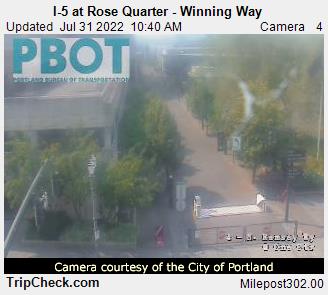 I-5 at Rose Quarter - Winning Way
Updated Jul 31 2022 10:40 AM Camera 4
PBOT
PORTLAND BUREAU OF TRANSPORTATION
Camera courtesy of the City of Portland
TripCheck.com Milepost302.00